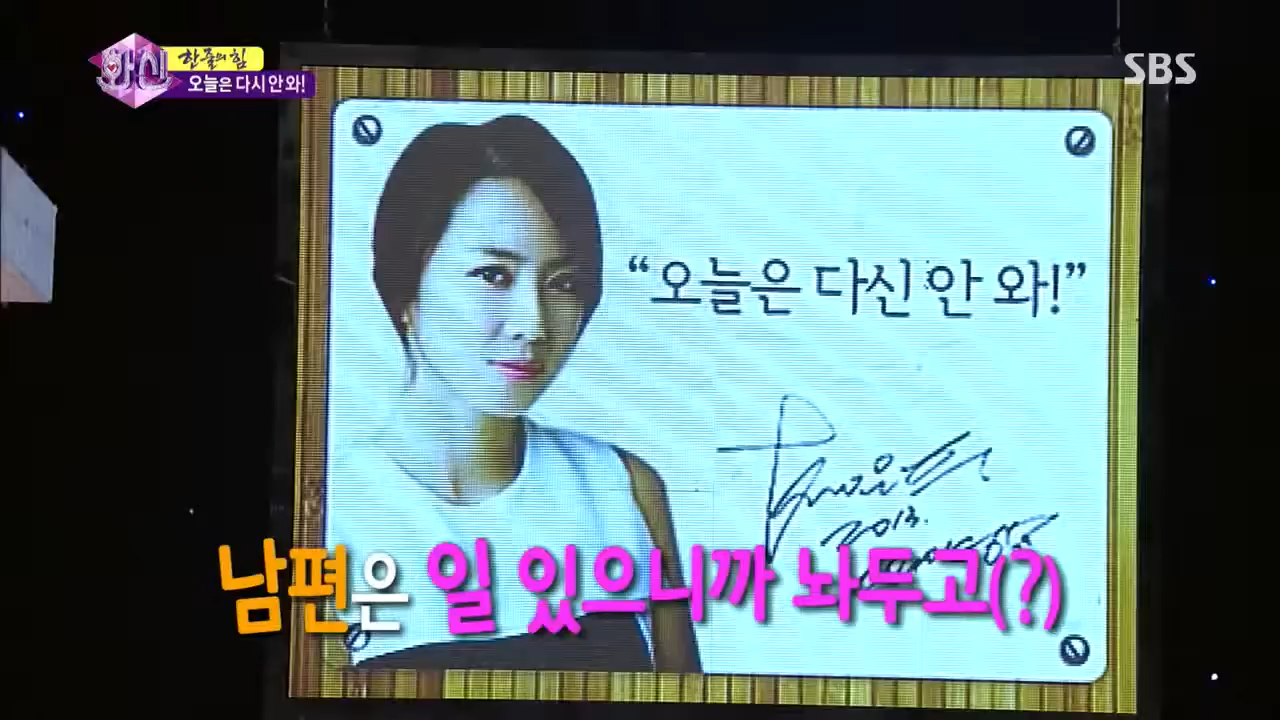 화신
한 줄의 힘
오늘은 다시 안 와!
SBS
“오늘은 다신 안 와!”
2013.
남편은 일 있으니까 놔두고(?)